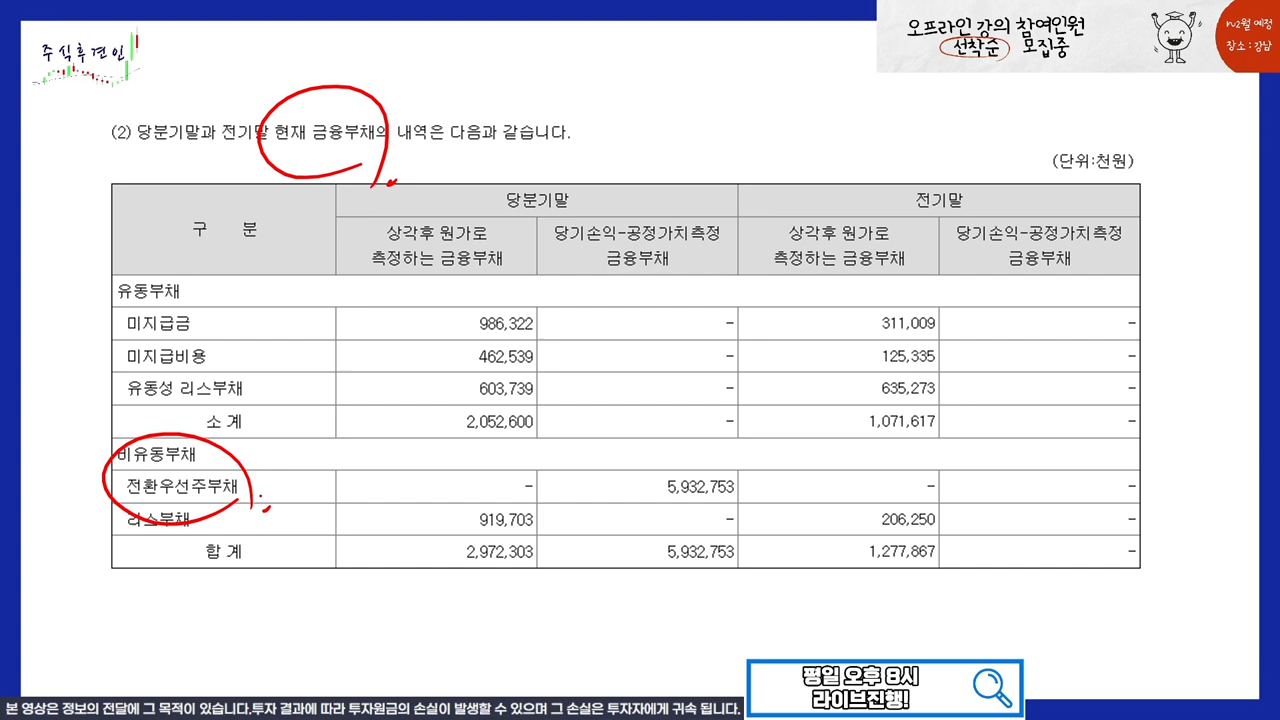 주식후견인
오프라인 강의 참여인원
선착순 모집중
12월 예정
장소 : 강남
(2) 당분기말과 전기말 현재 금융부채의 내역은 다음과 같습니다.
(단위:천원)
구 분 당분기말 전기말
상각후 원가로 당기손익-공정가치측정 상각후 원가로 당기손익-공정가치측정
측정하는 금융부채 금융부채 측정하는 금융부채 금융부채
유동부채
미지급금 986,322 - 311,009 -
미지급비용 462,539 - 125,335 -
유동성 리스부채 603,739 - 635,273 -
소 계 2,052,600 - 1,071,617 -
비유동부채
전환우선주부채 - 5,932,753 - -
리스부채 919,703 - 206,250 -
합 계 2,972,303 5,932,753 1,277,867 -
평일 오후 8시
라이브진행!
본 영상은 정보의 전달에 그 목적이 있습니다.투자 결과에 따라 투자원금의 손실이 발생할 수 있으며 그 손실은 투자자에게 귀속 됩니다.